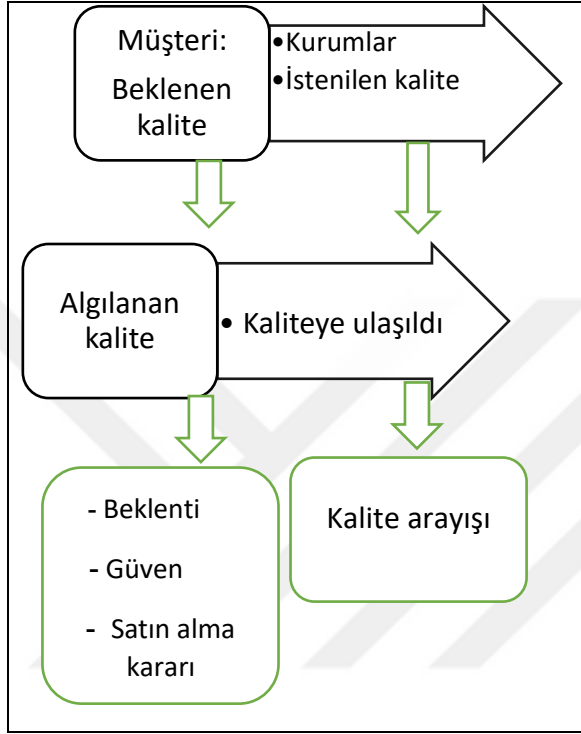 Müşteri:
Beklenen
kalite
•Kurumlar
•İstenilen kalite
Algılanan
kalite
• Kaliteye ulaşıldı
- Beklenti
- Güven
- Satın alma
kararı
Kalite arayışı